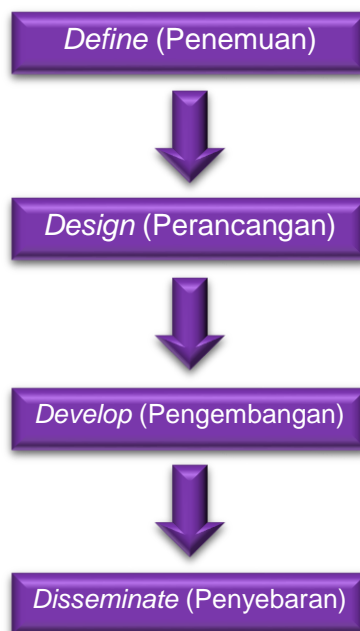 Define (Penemuan)
Design (Perancangan)
Develop (Pengembangan)
Disseminate (Penyebaran)